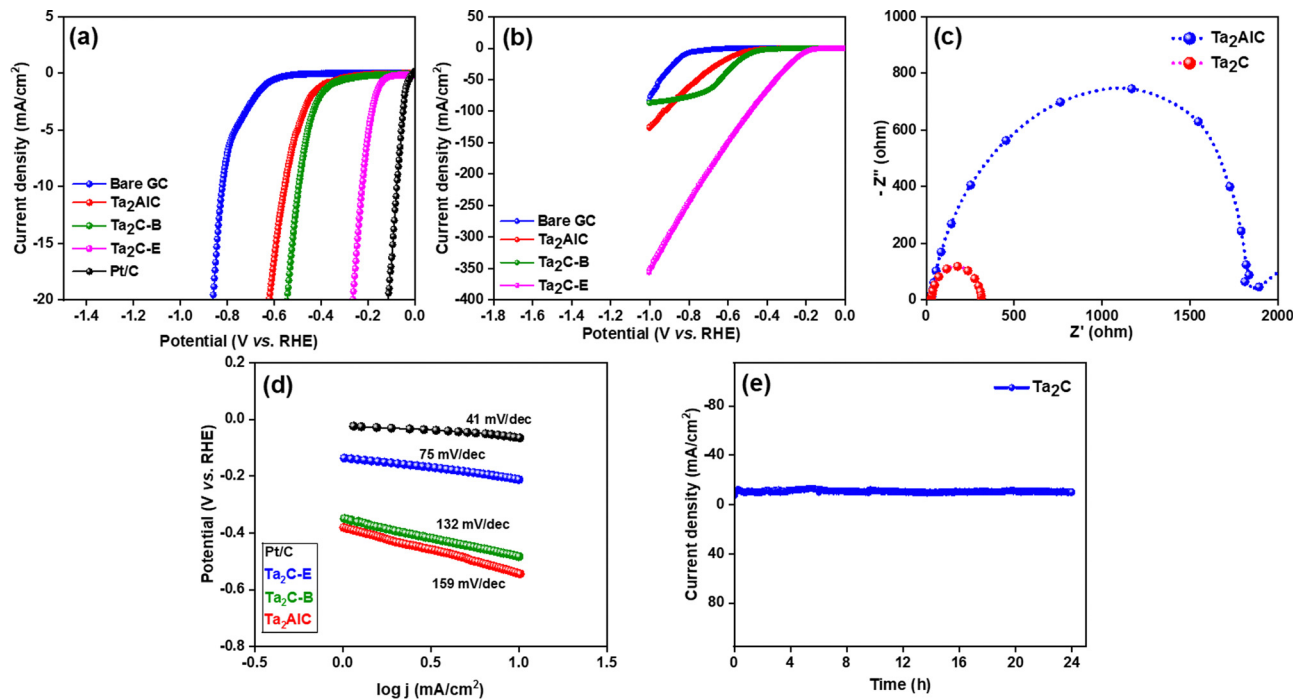 (a)
Current density (mA/cm²)
0
-5
-10
-15
-20
Bare GC
Ta₂AlC
Ta₂C-B
Ta₂C-E
Pt/C
-1.4 -1.2 -1.0 -0.8 -0.6 -0.4 -0.2 0.0
Potential (V vs. RHE)
(b)
Current density (mA/cm²)
50
0
-50
-100
-150
-200
-250
-300
-350
-400
Bare GC
Ta₂AlC
Ta₂C-B
Ta₂C-E
-1.6 -1.4 -1.2 -1.0 -0.8 -0.6 -0.4 -0.2 0.0
Potential (V vs. RHE)
(c)
- Z'' (ohm)
-1000
-800
-600
-400
-200
0
Ta₂AlC
Ta₂C
0 500 1000 1500 2000
Z' (ohm)
(d)
Potential (V vs. RHE)
0.2
0.0
-0.2
-0.4
-0.6
-0.8
41 mV/dec
75 mV/dec
132 mV/dec
159 mV/dec
Pt/C
Ta₂C-E
Ta₂C-B
Ta₂AlC
-0.5 0.0 0.5 1.0 1.5
log j (mA/cm²)
(e)
Ta₂C
Current density (mA/cm²)
-80
-40
0
40
80
0 4 8 12 16 20 24
Time (h)